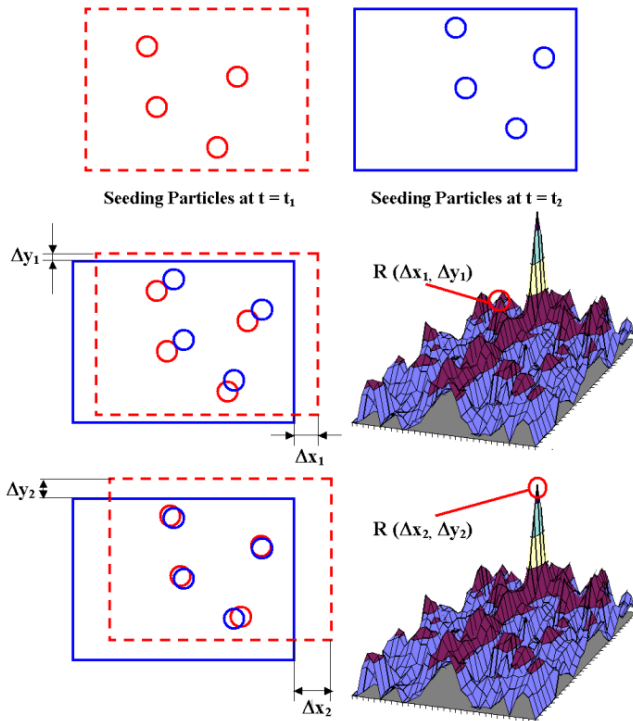 Seeding Particles at t = t₁
Seeding Particles at t = t₂
Δy₁
R (Δx₁, Δy₁)
Δx₁
Δy₂
R (Δx₂, Δy₂)
Δx₂